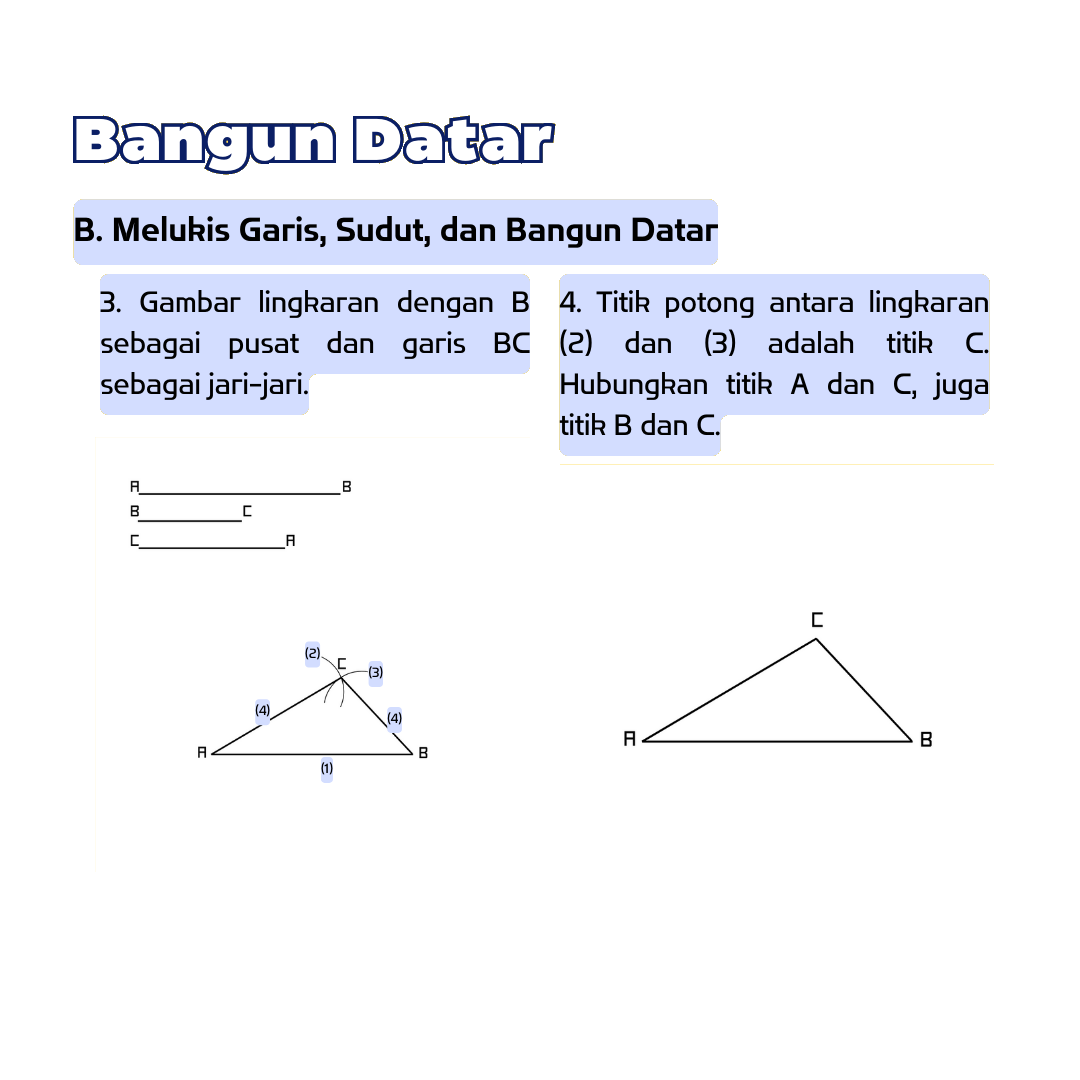 Bangun Datar
B. Melukis Garis, Sudut, dan Bangun Datar
3. Gambar lingkaran dengan B
sebagai pusat dan garis BC
sebagai jari-jari.
A B
B C
C A
(2) C (3)
(4) (4)
A B
(1)
4. Titik potong antara lingkaran
(2) dan (3) adalah titik C.
Hubungkan titik A dan C, juga
titik B dan C.
C
A B